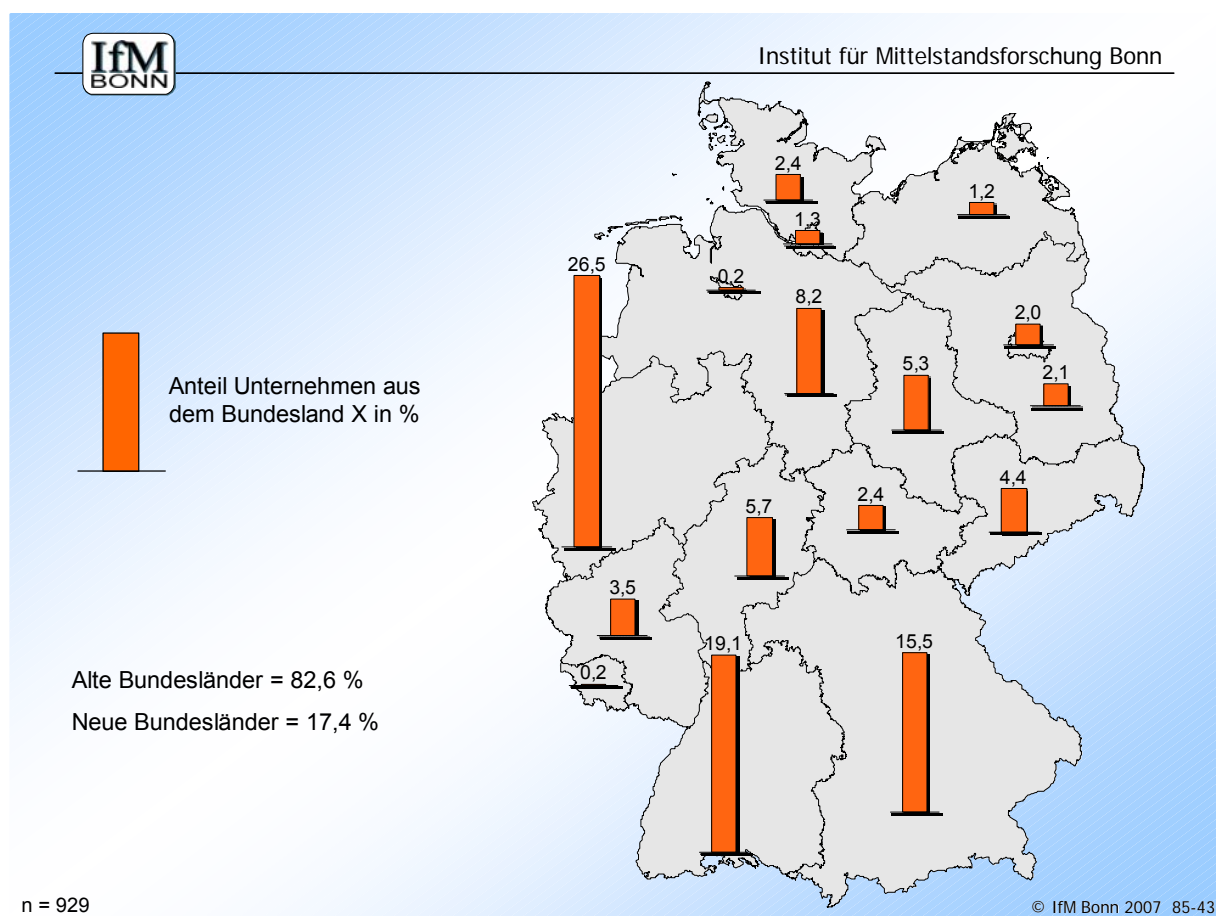 IfM
BONN
Institut für Mittelstandsforschung Bonn
2,4
1,2
1,3
26,5
0,2
8,2
2,0
5,3
2,1
Anteil Unternehmen aus
dem Bundesland X in %
4,4
2,4
5,7
3,5
19,1
15,5
0,2
Alte Bundesländer = 82,6 %
Neue Bundesländer = 17,4 %
n = 929
© IfM Bonn 2007 85-43